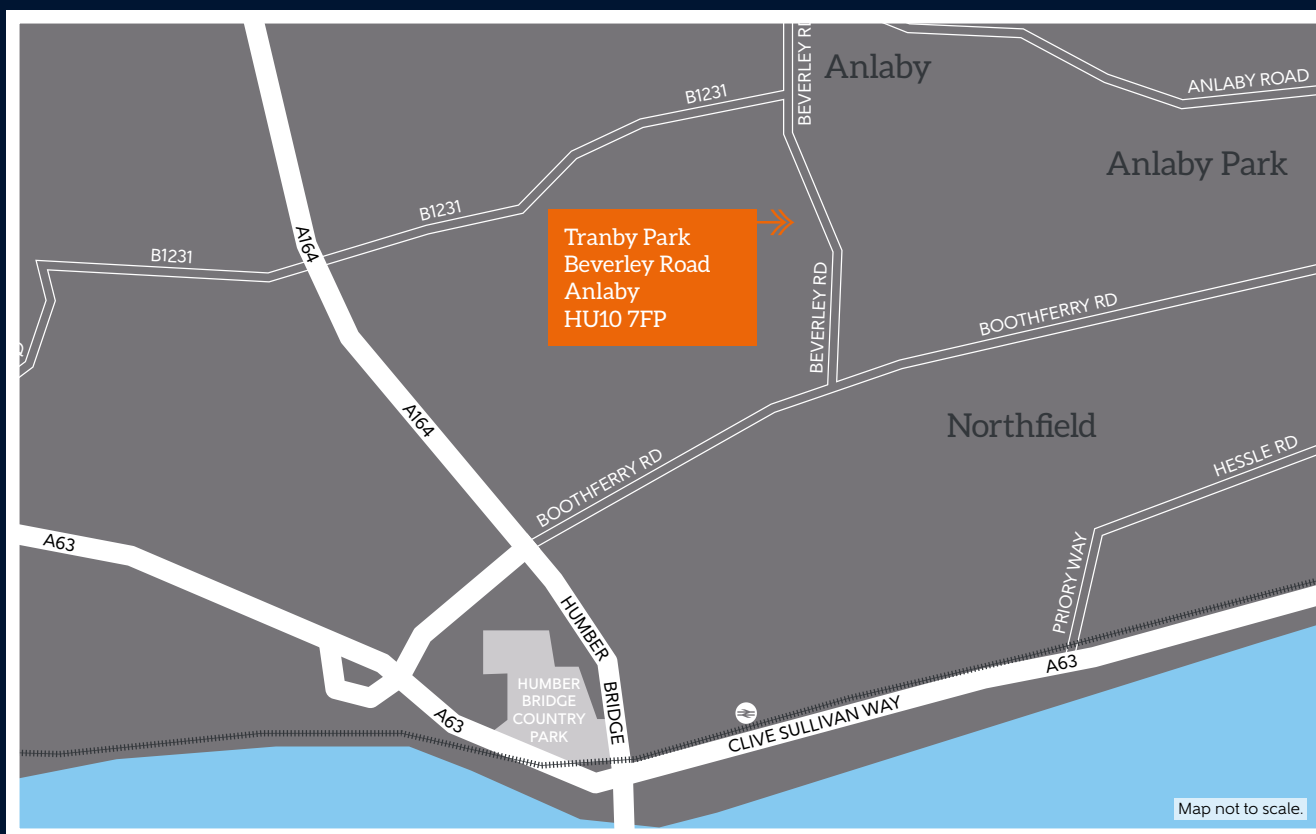 BEVERLEY RD
Anlaby
ANLABY ROAD
B1231
Anlaby Park
B1231
A164
B1231
Tranby Park
Beverley Road
Anlaby
HU10 7FP
BEVERLEY RD
BOOTHFERRY RD
A164
Northfield
HESSLE RD
BOOTHFERRY RD
A63
PRIORY WAY
HUMBER
BRIDGE
A63
HUMBER
BRIDGE
COUNTRY
PARK
A63
CLIVE SULLIVAN WAY
Map not to scale.